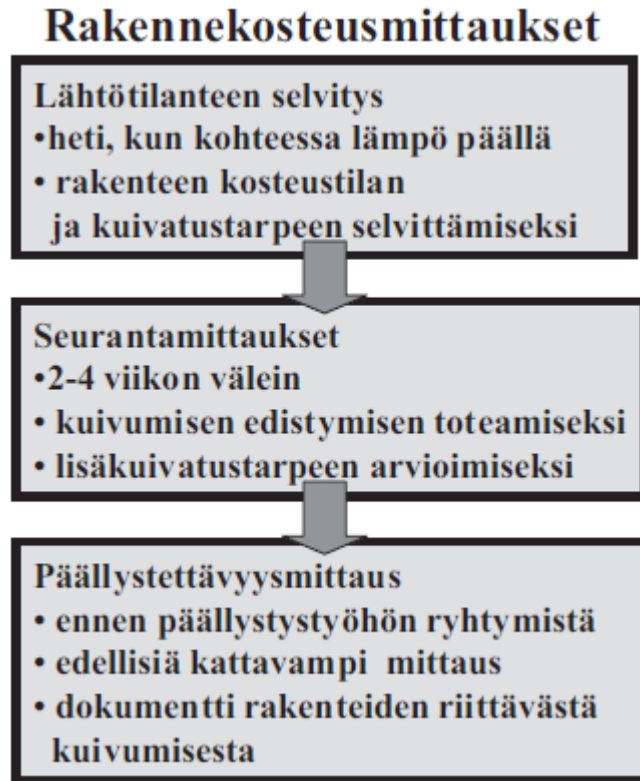 Rakennekosteusmittaukset
Lähtötilanteen selvitys
•heti, kun kohteessa lämpö päällä
• rakenteen kosteustilan
ja kuivatustarpeen selvittämiseksi
Seurantamittaukset
•2-4 viikon välein
• kuivumisen edistymisen toteamiseksi
• lisäkuivatustarpeen arvioimiseksi
Päällystettävyysmittaus
• ennen päällystystyöhön ryhtymistä
• edellisiä kattavampi mittaus
• dokumentti rakenteiden riittävästä
kuivumisesta